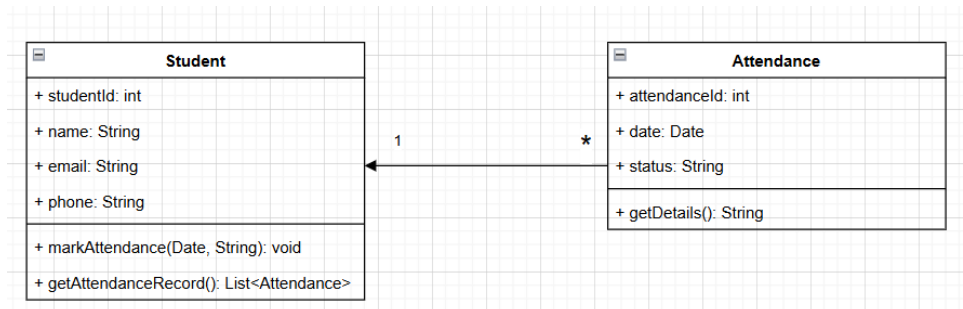 Student
+ studentId: int
+ name: String
+ email: String
+ phone: String
+ markAttendance(Date, String): void
+ getAttendanceRecord(): List<Attendance>
1
*
Attendance
+ attendanceId: int
+ date: Date
+ status: String
+ getDetails(): String